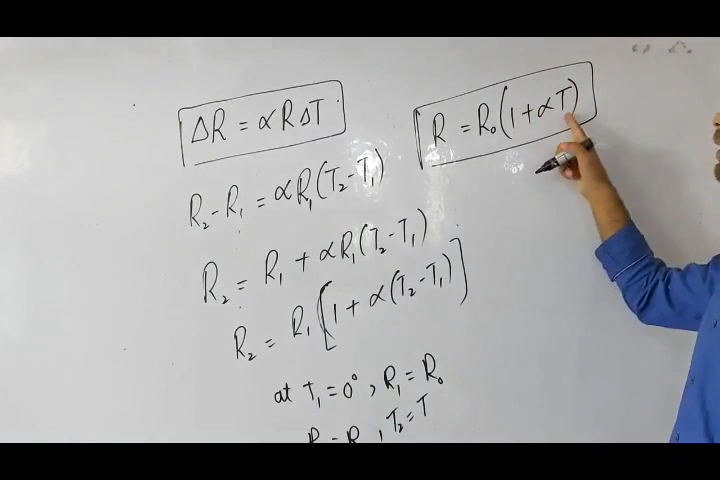 ΔR = αRΔT
R = R₀(1+αT)
R₂-R₁ = αR₁(T₂-T₁)
R₂ = R₁ + αR₁(T₂-T₁)
R₂ = R₁[1+α(T₂-T₁)]
at T₁=0°, R₁=R₀
, T₂=T